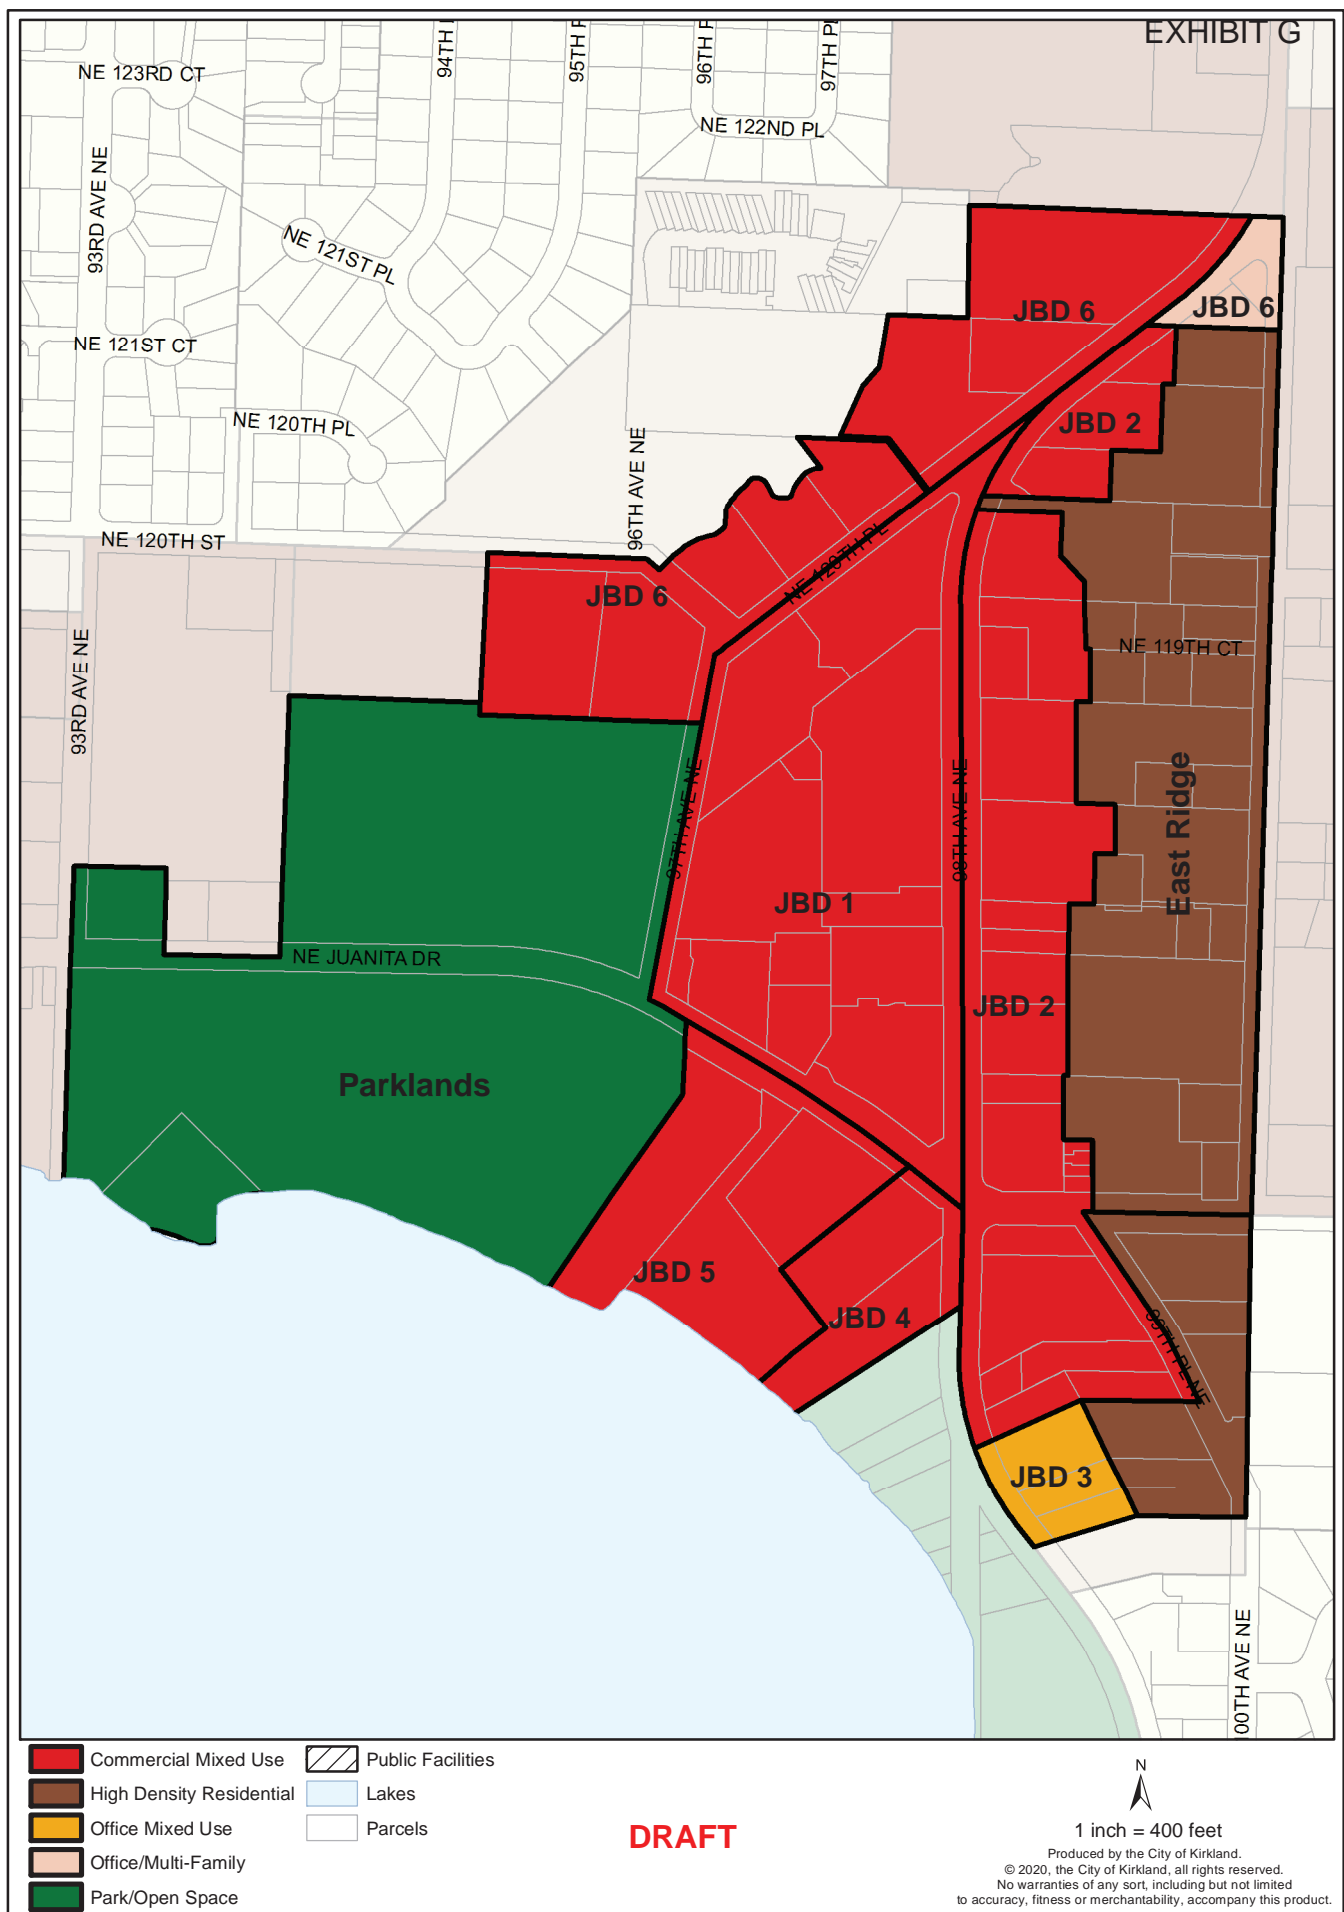 EXHIBIT G
94TH
95TH
96TH
97TH PL
NE 123RD CT
NE 122ND PL
93RD AVE NE
NE 121ST PL
JBD 6
JBD 6
NE 121ST CT
NE 120TH PL
JBD 2
96TH AVE NE
NE 120TH ST
NE 120TH PL
JBD 6
93RD AVE NE
NE 119TH CT
97TH AVE NE
98TH AVE NE
East Ridge
JBD 1
NE JUANITA DR
JBD 2
Parklands
JBD 5
JBD 4
99TH PL NE
JBD 3
100TH AVE NE
Commercial Mixed Use
High Density Residential
Office Mixed Use
Office/Multi-Family
Park/Open Space
Public Facilities
Lakes
Parcels
DRAFT
N
1 inch = 400 feet
Produced by the City of Kirkland.
© 2020, the City of Kirkland, all rights reserved.
No warranties of any sort, including but not limited
to accuracy, fitness or merchantability, accompany this product.